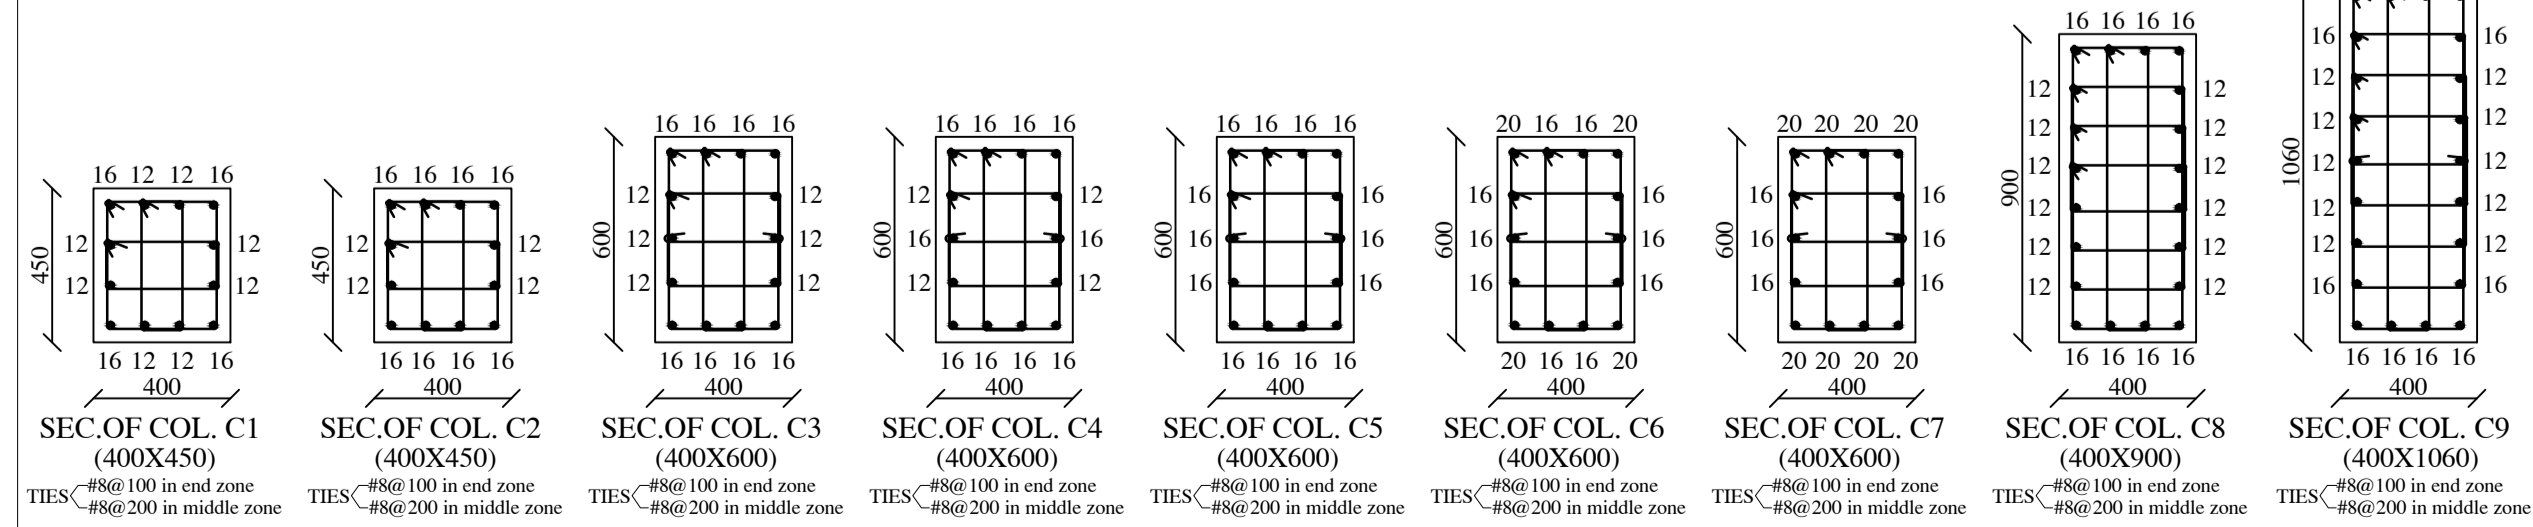 16 12 12 16
450
12 12
12 12
16 12 12 16
400
SEC.OF COL. C1
(400X450)
TIES #8@100 in end zone
#8@200 in middle zone
16 16 16 16
450
12 12
12 12
16 16 16 16
400
SEC.OF COL. C2
(400X450)
TIES #8@100 in end zone
#8@200 in middle zone
16 16 16 16
600
12 12
12 12
12 12
16 16 16 16
400
SEC.OF COL. C3
(400X600)
TIES #8@100 in end zone
#8@200 in middle zone
16 16 16 16
600
12 12
16 16
12 12
16 16 16 16
400
SEC.OF COL. C4
(400X600)
TIES #8@100 in end zone
#8@200 in middle zone
16 16 16 16
600
16 16
16 16
16 16
16 16 16 16
400
SEC.OF COL. C5
(400X600)
TIES #8@100 in end zone
#8@200 in middle zone
20 16 16 20
600
16 16
16 16
16 16
20 16 16 20
400
SEC.OF COL. C6
(400X600)
TIES #8@100 in end zone
#8@200 in middle zone
20 20 20 20
600
16 16
16 16
16 16
20 20 20 20
400
SEC.OF COL. C7
(400X600)
TIES #8@100 in end zone
#8@200 in middle zone
16 16 16 16
900
12 12
12 12
12 12
12 12
12 12
12 12
16 16 16 16
400
SEC.OF COL. C8
(400X900)
TIES #8@100 in end zone
#8@200 in middle zone
1060
16 16
12 12
12 12
12 12
12 12
12 12
16 16
16 16 16 16
400
SEC.OF COL. C9
(400X1060)
TIES #8@100 in end zone
#8@200 in middle zone